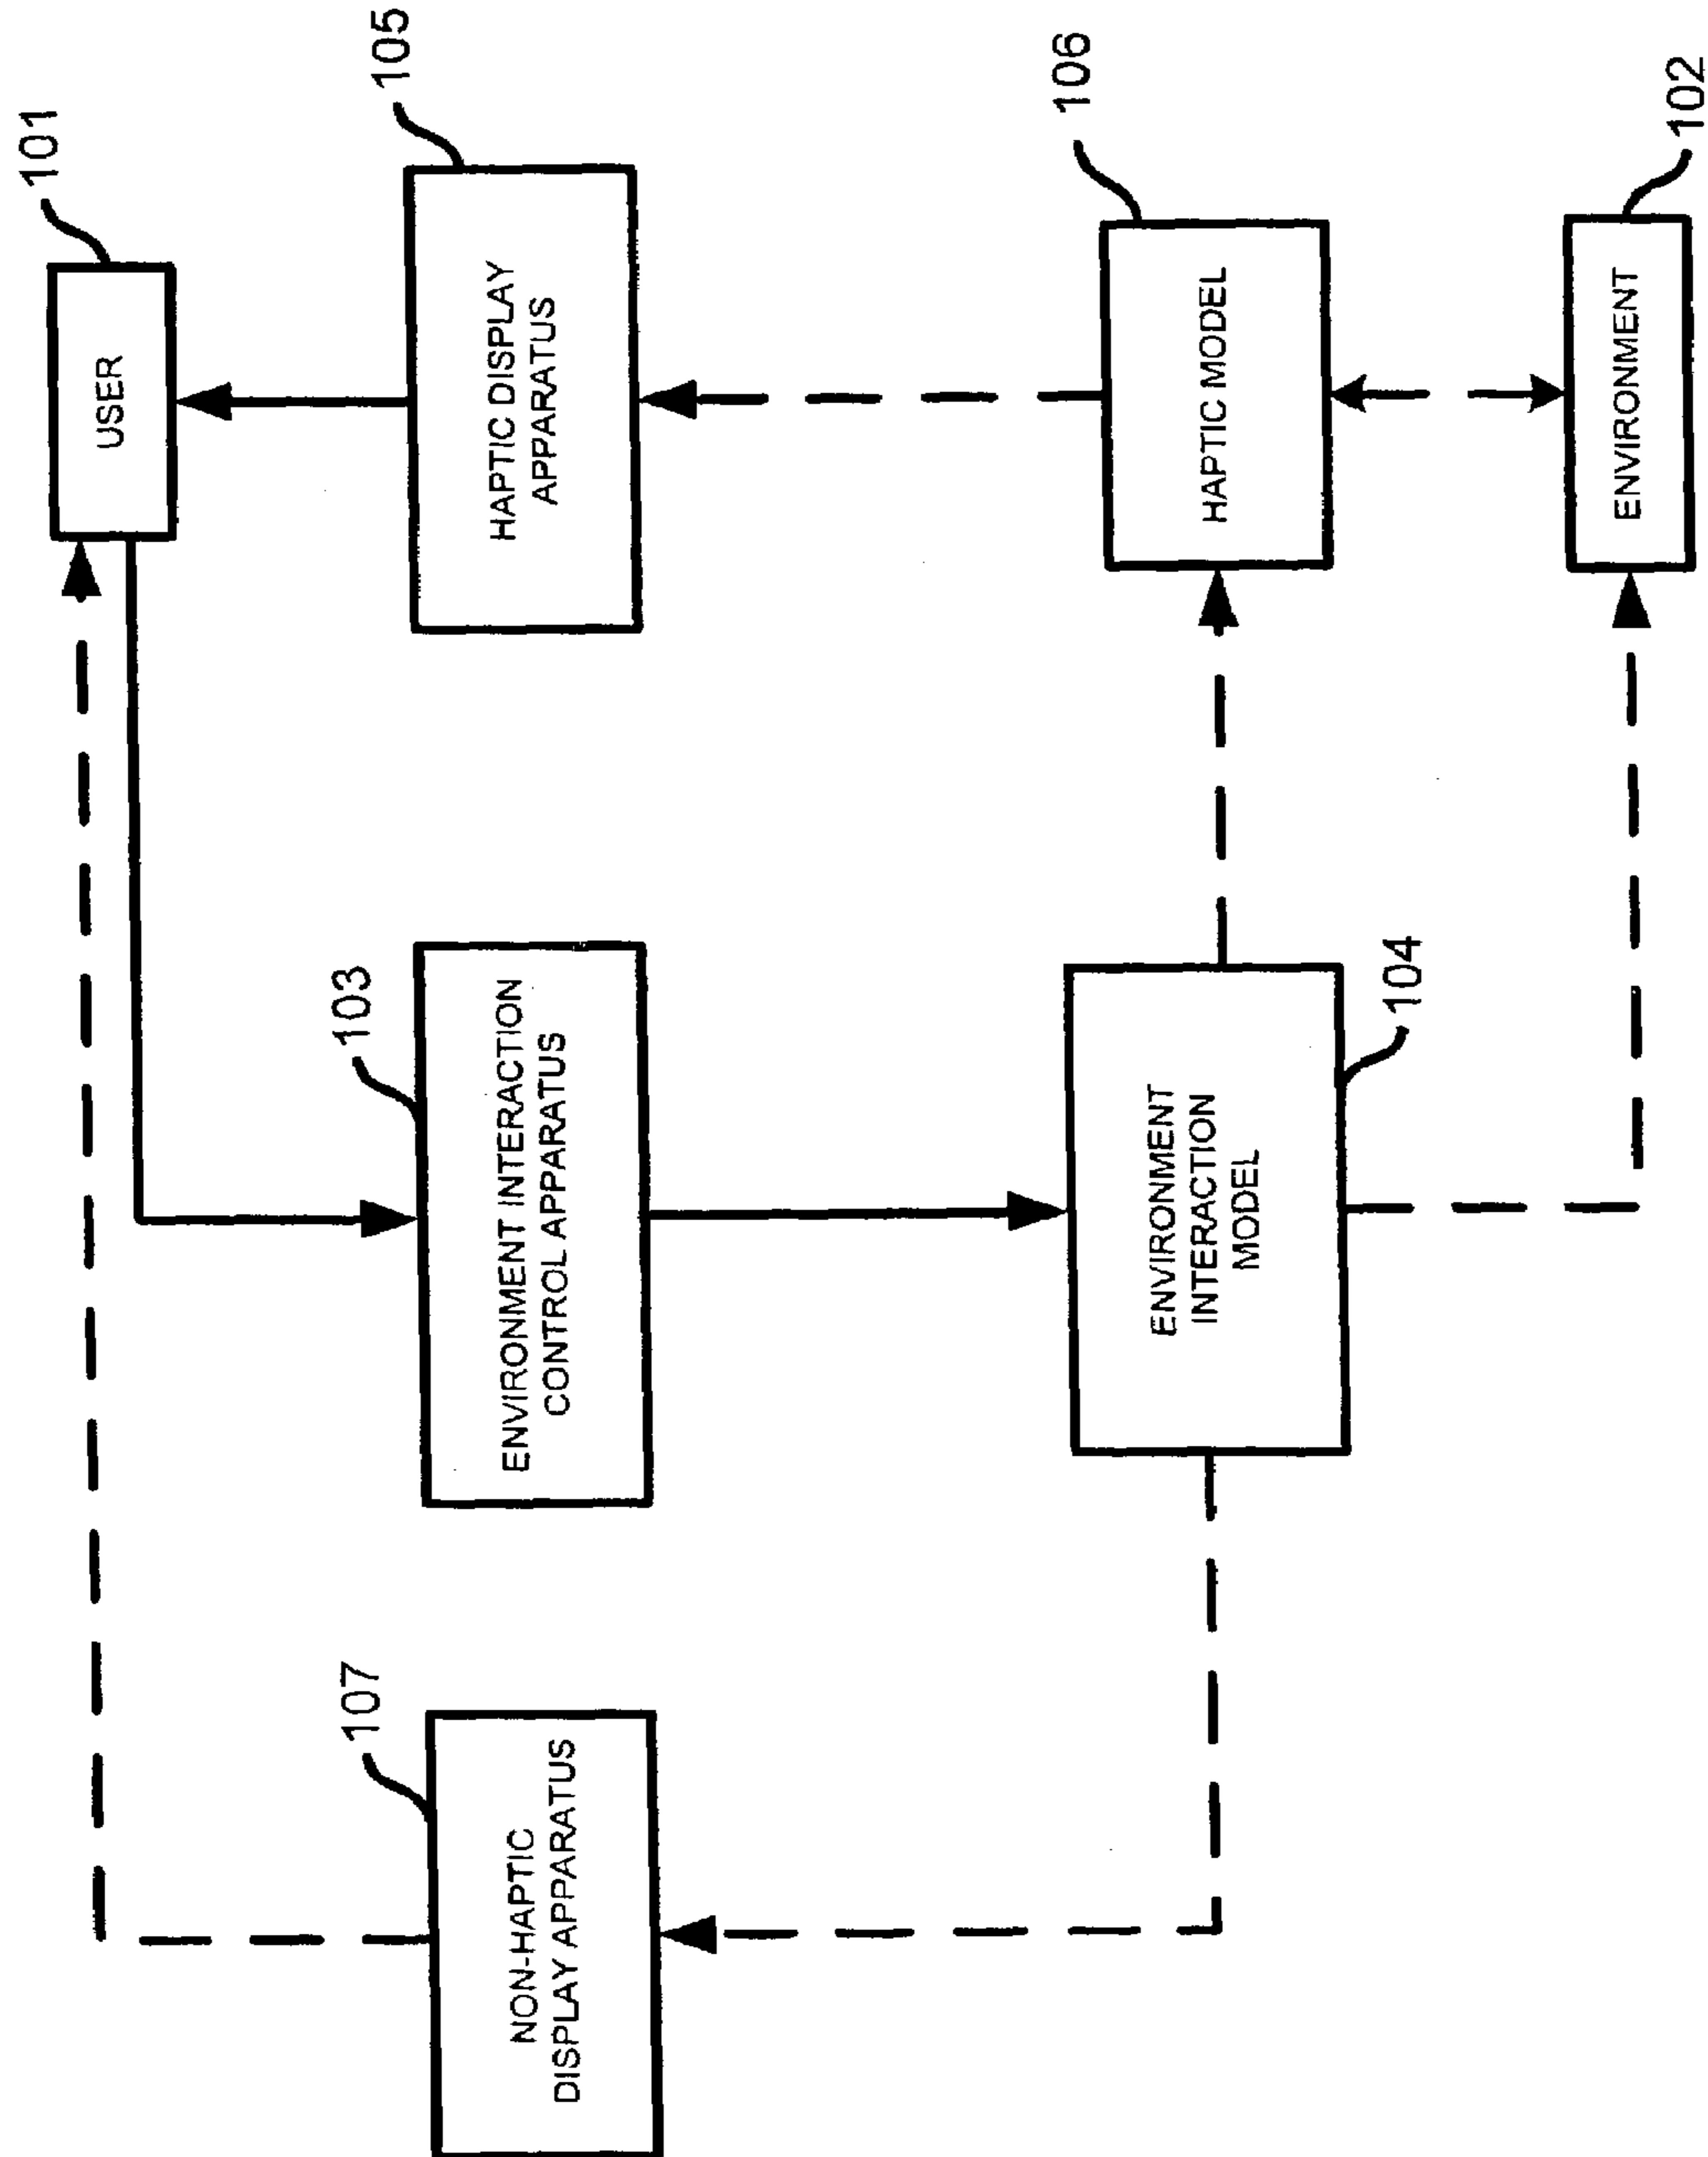 101
USER
105
HAPTIC DISPLAY
APPARATUS
106
HAPTIC MODEL
102
ENVIRONMENT
103
ENVIRONMENT INTERACTION
CONTROL APPARATUS
104
ENVIRONMENT
INTERACTION
MODEL
107
NON-HAPTIC
DISPLAY APPARATUS